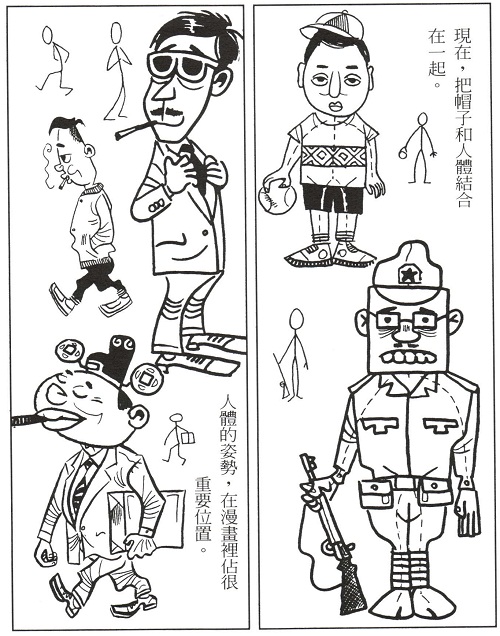 現在，把帽子和人體結合
在一起。
人體的姿勢，在漫畫裡佔很
重要位置。